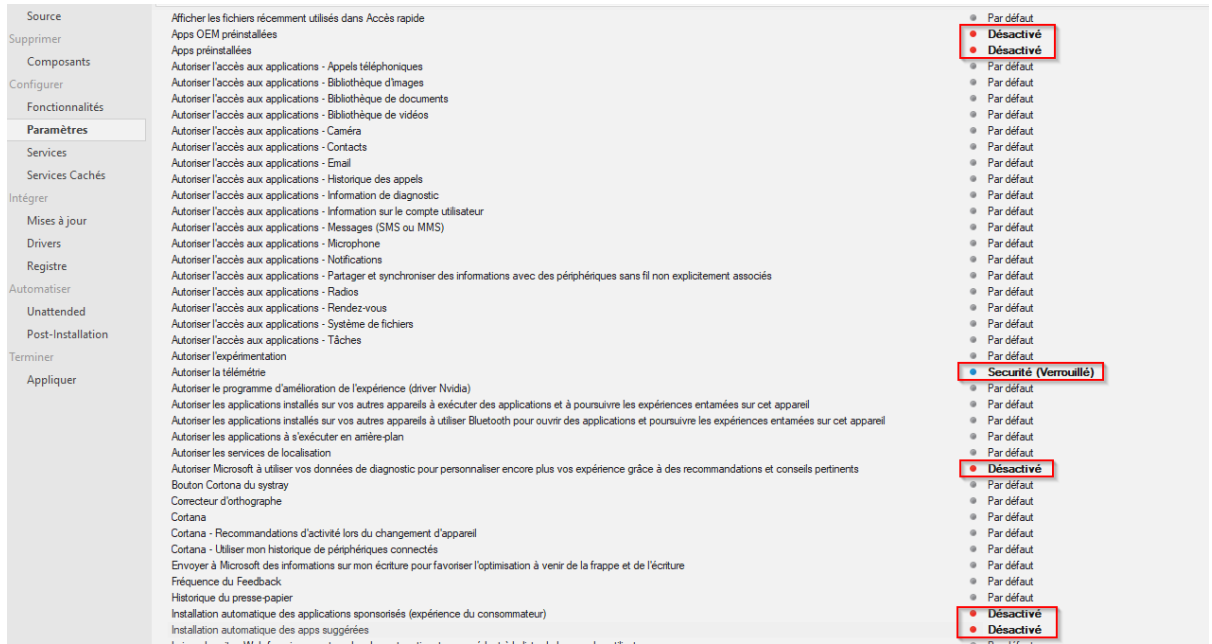 Source
Supprimer
Composants
Configurer
Fonctionnalités
Paramètres
Services
Services Cachés
Intégrer
Mises à jour
Drivers
Registre
Automatiser
Unattended
Post-Installation
Terminer
Appliquer
Afficher les fichiers récemment utilisés dans Accès rapide Par défaut
Apps OEM préinstallées Désactivé
Apps préinstallées Désactivé
Autoriser l'accès aux applications - Appels téléphoniques Par défaut
Autoriser l'accès aux applications - Bibliothèque d'images Par défaut
Autoriser l'accès aux applications - Bibliothèque de documents Par défaut
Autoriser l'accès aux applications - Bibliothèque de vidéos Par défaut
Autoriser l'accès aux applications - Caméra Par défaut
Autoriser l'accès aux applications - Contacts Par défaut
Autoriser l'accès aux applications - Email Par défaut
Autoriser l'accès aux applications - Historique des appels Par défaut
Autoriser l'accès aux applications - Information de diagnostic Par défaut
Autoriser l'accès aux applications - Information sur le compte utilisateur Par défaut
Autoriser l'accès aux applications - Messages (SMS ou MMS) Par défaut
Autoriser l'accès aux applications - Microphone Par défaut
Autoriser l'accès aux applications - Notifications Par défaut
Autoriser l'accès aux applications - Partager et synchroniser des informations avec des périphériques sans fil non explicitement associés Par défaut
Autoriser l'accès aux applications - Radios Par défaut
Autoriser l'accès aux applications - Rendez-vous Par défaut
Autoriser l'accès aux applications - Système de fichiers Par défaut
Autoriser l'accès aux applications - Tâches Par défaut
Autoriser l'expérimentation Par défaut
Autoriser la télémétrie Securité (Verrouillé)
Autoriser le programme d'amélioration de l'expérience (driver Nvidia) Par défaut
Autoriser les applications installés sur vos autres appareils à exécuter des applications et à poursuivre les expériences entamées sur cet appareil Par défaut
Autoriser les applications installés sur vos autres appareils à utiliser Bluetooth pour ouvrir des applications et poursuivre les expériences entamées sur cet appareil Par défaut
Autoriser les applications à s'exécuter en arrière-plan Par défaut
Autoriser les services de localisation Par défaut
Autoriser Microsoft à utiliser vos données de diagnostic pour personnaliser encore plus vos expérience grâce à des recommandations et conseils pertinents Désactivé
Bouton Cortona du systray Par défaut
Correcteur d'orthographe Par défaut
Cortana Par défaut
Cortana - Recommandations d'activité lors du changement d'appareil Par défaut
Cortana - Utiliser mon historique de périphériques connectés Par défaut
Envoyer à Microsoft des informations sur mon écriture pour favoriser l'optimisation à venir de la frappe et de l'écriture Par défaut
Fréquence du Feedback Par défaut
Historique du presse-papier Par défaut
Installation automatique des applications sponsorisés (expérience du consommateur) Désactivé
Installation automatique des apps suggérées Désactivé